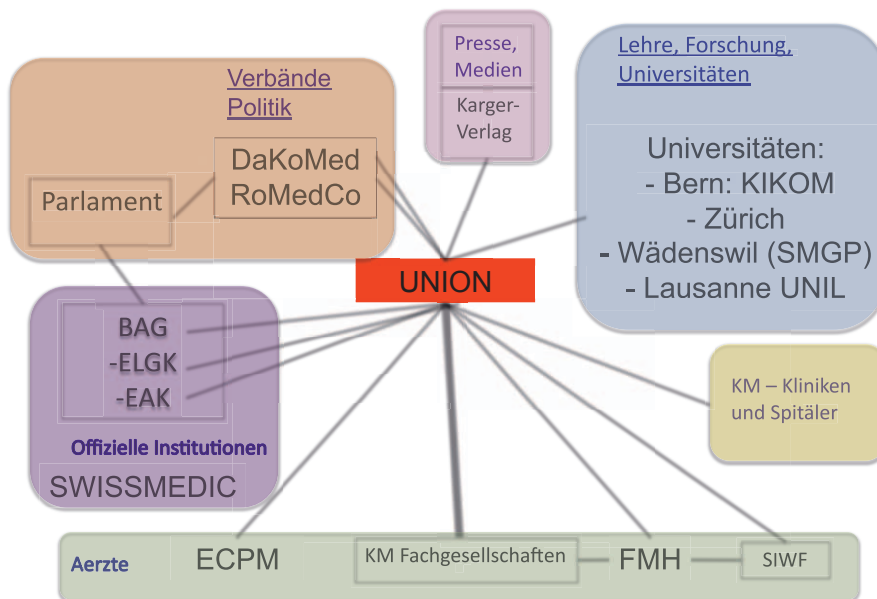 Verbände
Politik
DaKoMed
RoMedCo
Parlament
Presse,
Medien
Karger-
Verlag
Lehre, Forschung,
Universitäten
Universitäten:
- Bern: KIKOM
- Zürich
- Wädenswil (SMGP)
- Lausanne UNIL
UNION
BAG
-ELGK
-EAK
Offizielle Institutionen
SWISSMEDIC
KM – Kliniken
und Spitäler
Aerzte
ECPM
KM Fachgesellschaften
FMH
SIWF